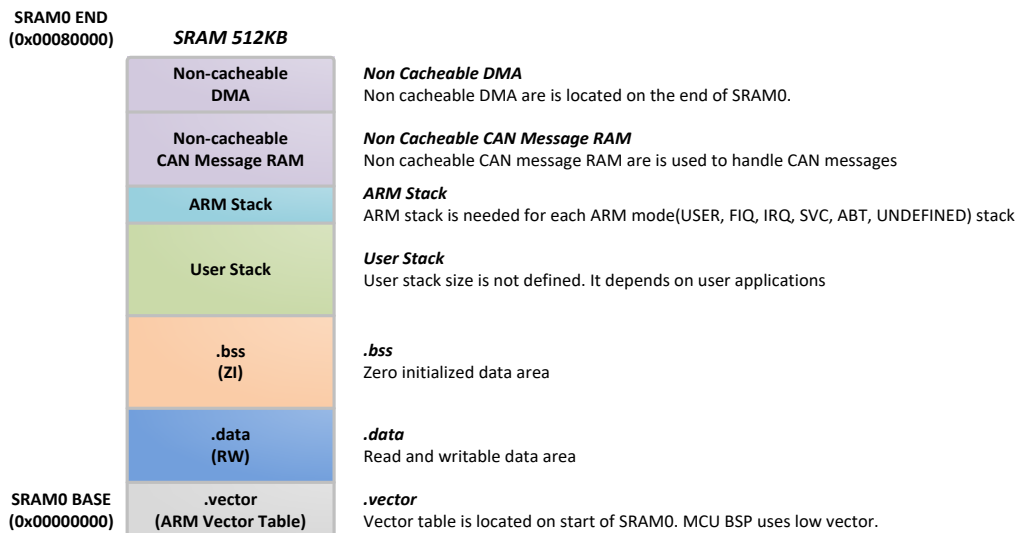 SRAM0 END
(0x00080000)
SRAM 512KB
Non-cacheable
DMA
Non Cacheable DMA
Non cacheable DMA are is located on the end of SRAM0.
Non-cacheable
CAN Message RAM
Non Cacheable CAN Message RAM
Non cacheable CAN message RAM are is used to handle CAN messages
ARM Stack
ARM Stack
ARM stack is needed for each ARM mode(USER, FIQ, IRQ, SVC, ABT, UNDEFINED) stack
User Stack
User Stack
User stack size is not defined. It depends on user applications
.bss
(ZI)
.bss
Zero initialized data area
.data
(RW)
.data
Read and writable data area
SRAM0 BASE
(0x00000000)
.vector
(ARM Vector Table)
.vector
Vector table is located on start of SRAM0. MCU BSP uses low vector.